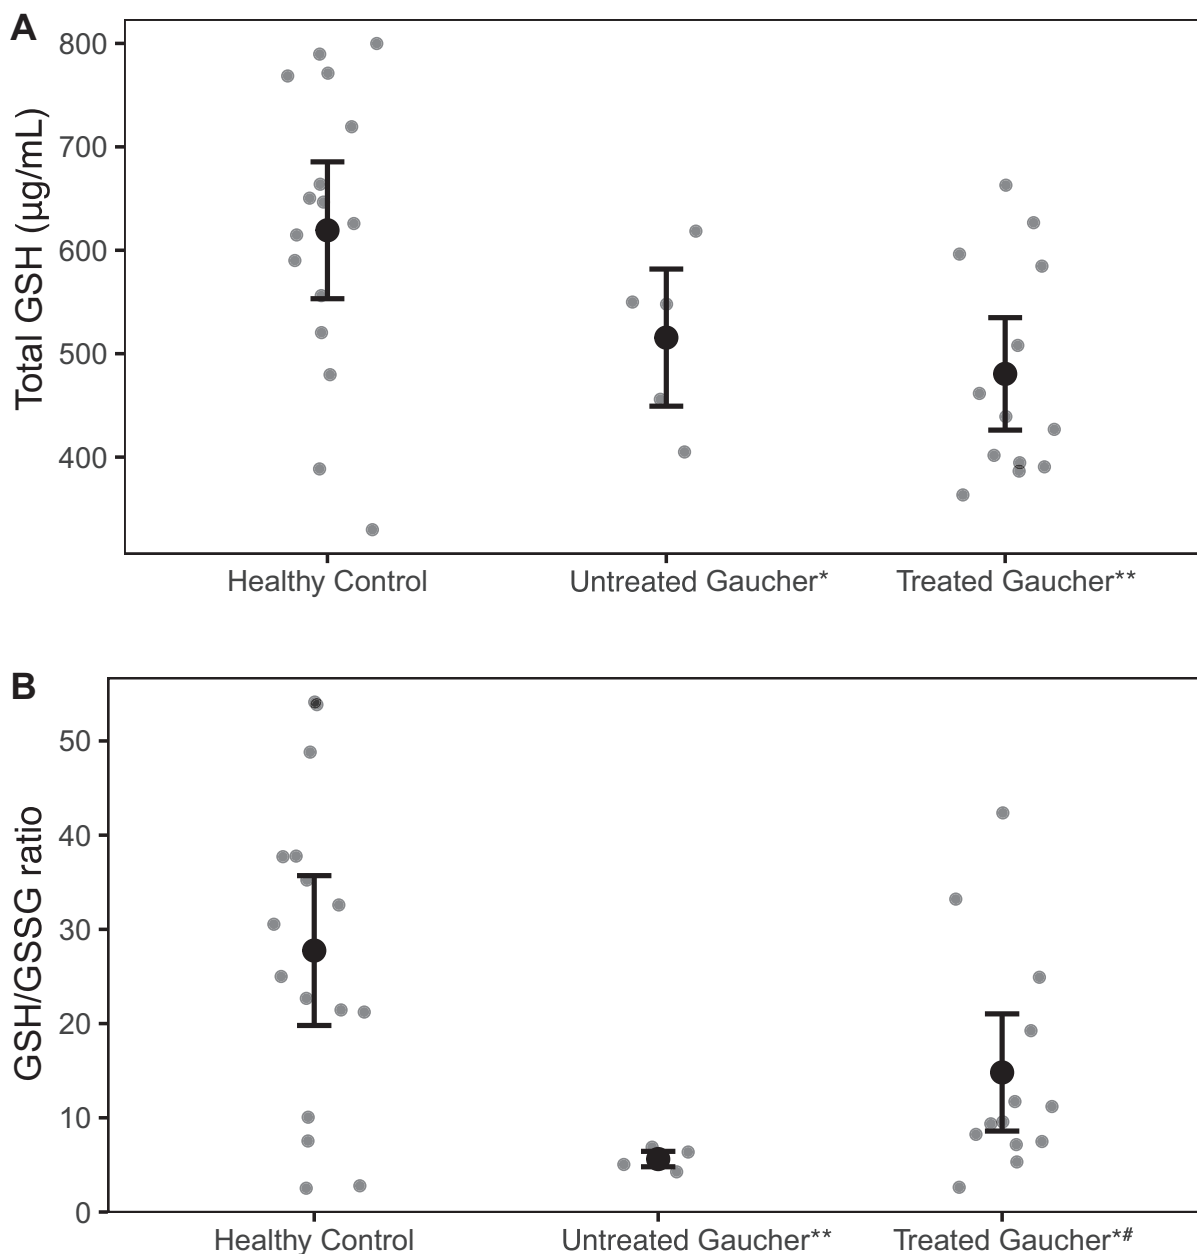 A
Total GSH (µg/mL)
800
700
600
500
400
Healthy Control
Untreated Gaucher*
Treated Gaucher**
B
GSH/GSSG ratio
50
40
30
20
10
0
Healthy Control
Untreated Gaucher**
Treated Gaucher*#